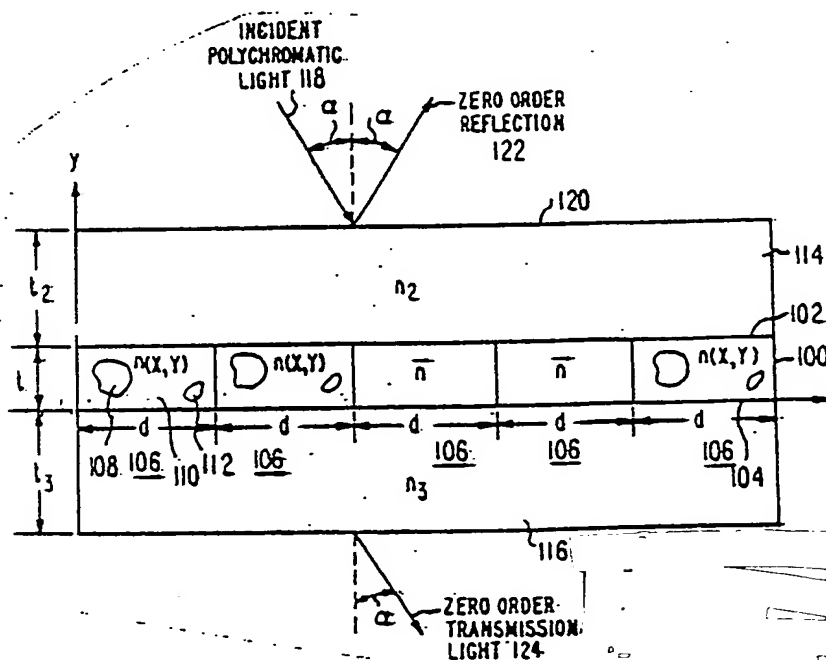 INCIDENT
POLYCHROMATIC
LIGHT 118
α α
ZERO ORDER
REFLECTION
122
Y
120
t2
n2
114
102
t
n(X,Y) n(X,Y) n̅ n̅ n(X,Y)
100
d d d d d
108 106 110 112 106 106 106 106 104
t3
n3
116
α
ZERO ORDER
TRANSMISSION
LIGHT 124